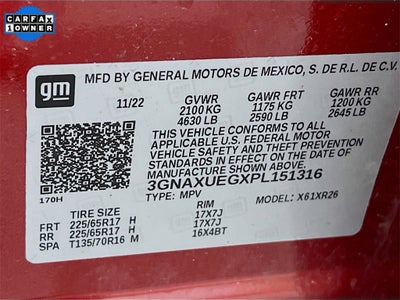 CARFAX
1 OWNER
gm
MFD BY GENERAL MOTORS DE MEXICO, S. DE R.L. DE C.V.
11/22 GVWR GAWR FRT GAWR RR
2100 KG 1175 KG 1200 KG
4630 LB 2590 LB 2645 LB
THIS VEHICLE CONFORMS TO ALL
APPLICABLE U.S. FEDERAL MOTOR
VEHICLE SAFETY AND THEFT
PREVENTION STANDARDS IN EFFECT
ON THE DATE OF MANUFACTURE
SHOWN ABOVE.
3GNAXUEGXPL151316
170H
TYPE: MPV MODEL: X61XR26
TIRE SIZE RIM
FRT 225/65R17 H 17X7J
RR 225/65R17 H 17X7J
SPA T135/70R16 M 16X4BT